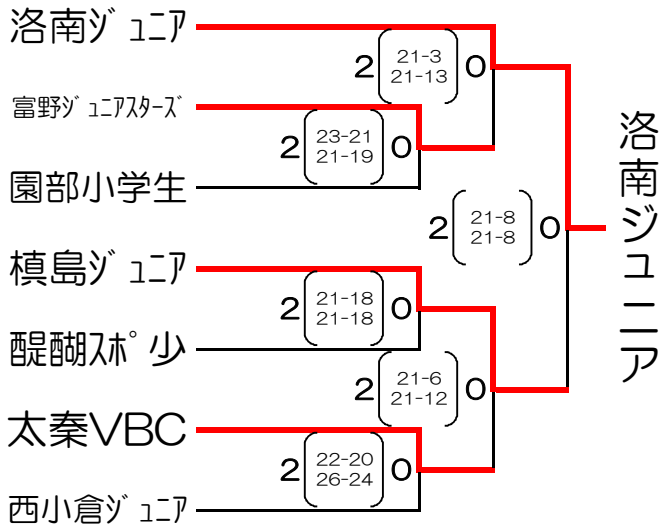 洛南ｼﾞｭﾆｱ
2 21-3 0
21-13
富野ｼﾞｭﾆｱｽﾀｰｽﾞ
2 23-21 0
21-19
園部小学生
2 21-8 0
21-8
洛南ジュニア
槙島ｼﾞｭﾆｱ
2 21-18 0
21-18
醍醐ｽﾎﾟ少
2 21-6 0
21-12
太秦VBC
2 22-20 0
26-24
西小倉ｼﾞｭﾆｱ